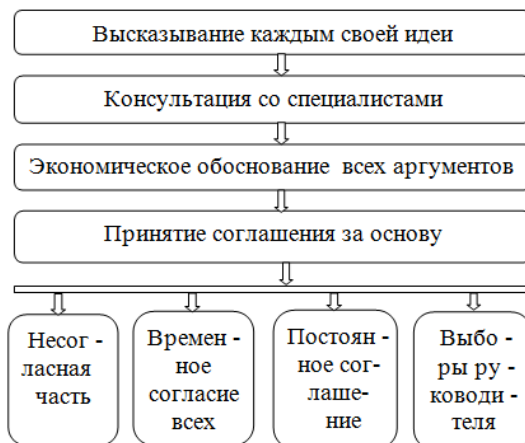 Высказывание каждым своей идеи
Консультация со специалистами
Экономическое обоснование всех аргументов
Принятие соглашения за основу
Несог -
ласная
часть
Времен -
ное
согласие
всех
Постоян -
ное сог-
лаше-
ние
Выбо -
ры ру -
ководи -
теля